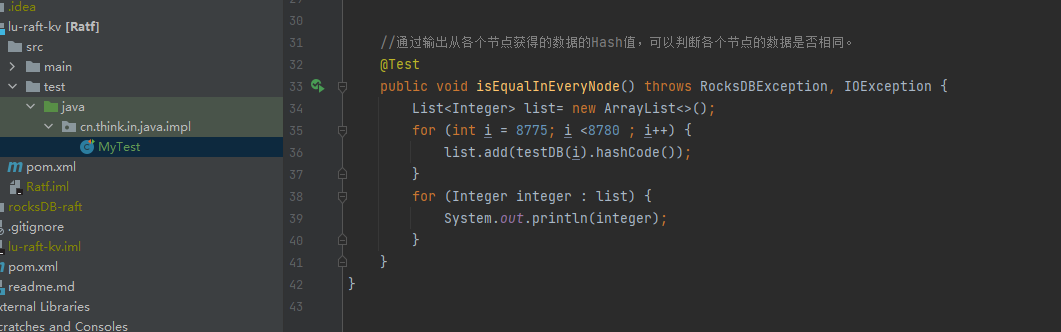 .idea
lu-raft-kv [Ratf]
src
main
test
java
cn.think.in.java.impl
MyTest
pom.xml
Ratf.iml
rocksDB-raft
.gitignore
lu-raft-kv.iml
pom.xml
readme.md
xternal Libraries
cratches and Consoles
29
30
31 //通过输出从各个节点获得的数据的Hash值，可以判断各个节点的数据是否相同。
32 @Test
33 public void isEqualInEveryNode() throws RocksDBException, IOException {
34 List<Integer> list= new ArrayList<>();
35 for (int i = 8775; i <8780 ; i++) {
36 list.add(testDB(i).hashCode());
37 }
38 for (Integer integer : list) {
39 System.out.println(integer);
40 }
41 }
42 }
43